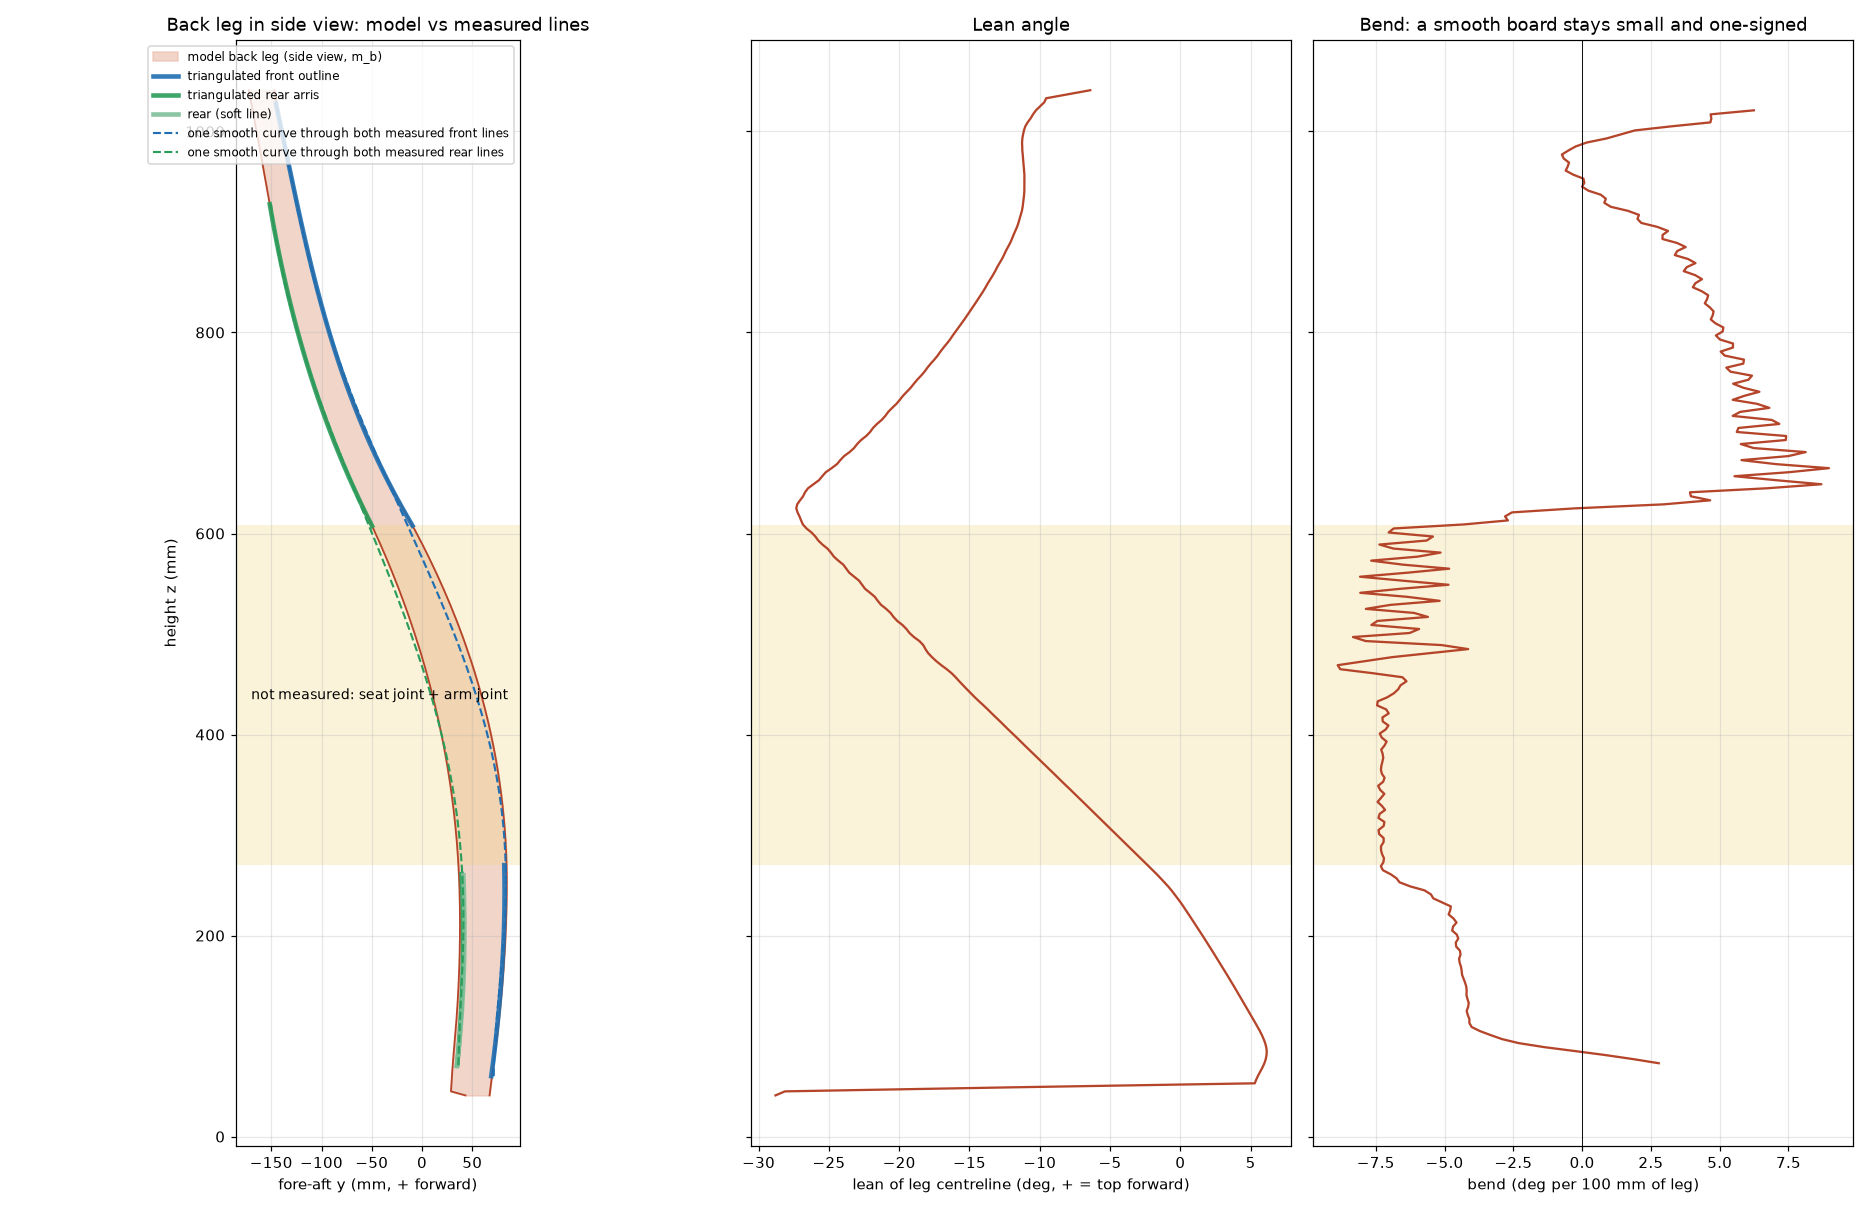 Back leg in side view: model vs measured lines
model back leg (side view, m_b)
triangulated front outline
triangulated rear arris
rear (soft line)
one smooth curve through both measured front lines
one smooth curve through both measured rear lines
800
600
400
200
0
height z (mm)
not measured: seat joint + arm joint
−150 −100 −50 0 50
fore-aft y (mm, + forward)
Lean angle
−30 −25 −20 −15 −10 −5 0 5
lean of leg centreline (deg, + = top forward)
Bend: a smooth board stays small and one-signed
−7.5 −5.0 −2.5 0.0 2.5 5.0 7.5
bend (deg per 100 mm of leg)